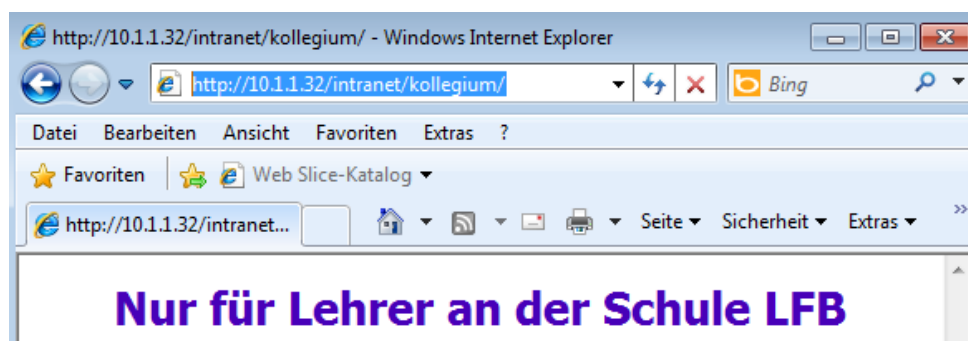 http://10.1.1.32/intranet/kollegium/ - Windows Internet Explorer
http://10.1.1.32/intranet/kollegium/ Bing
Datei Bearbeiten Ansicht Favoriten Extras ?
Favoriten Web Slice-Katalog
http://10.1.1.32/intranet... Seite Sicherheit Extras »
Nur für Lehrer an der Schule LFB